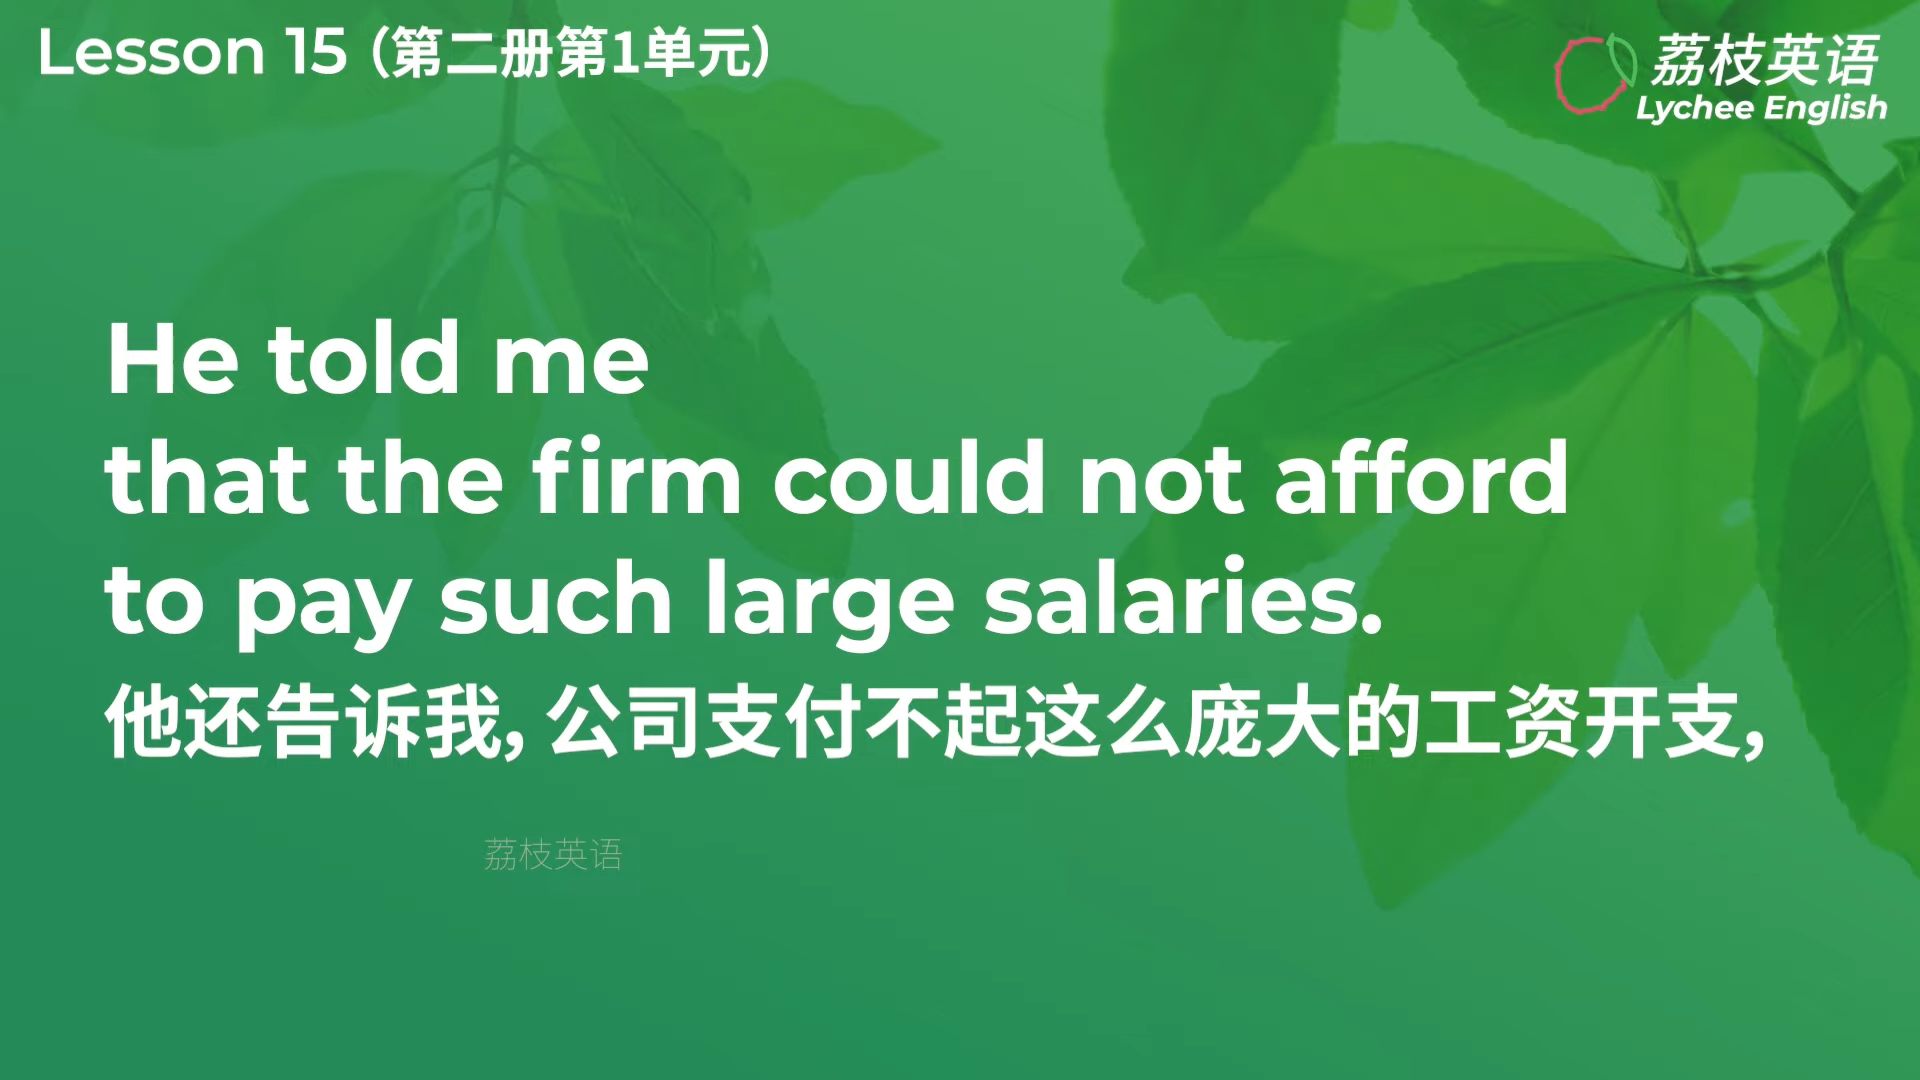 Lesson 15（第二册第1单元）
荔枝英语
Lychee English
He told me
that the firm could not afford
to pay such large salaries.
他还告诉我, 公司支付不起这么庞大的工资开支,
荔枝英语